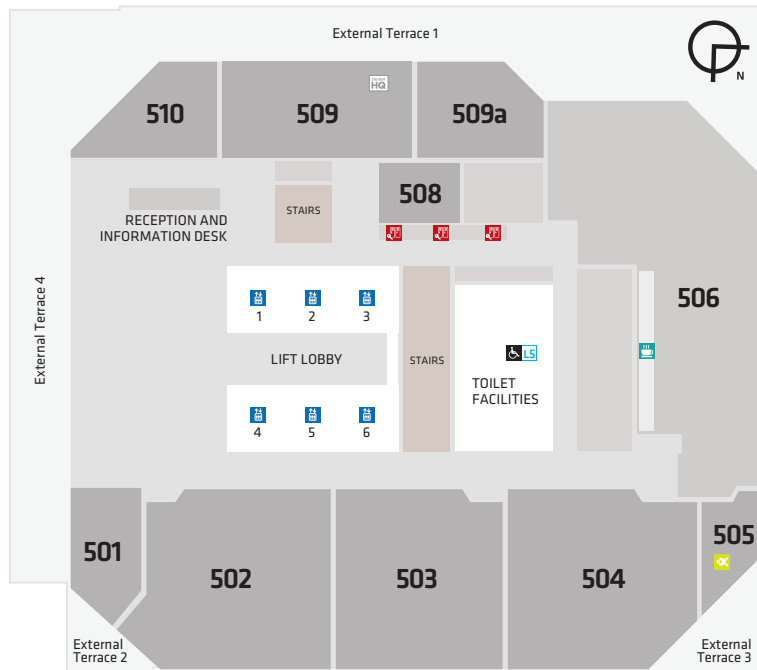 External Terrace 1
N
510
509
HQ
509a
508
506
STAIRS
RECEPTION AND
INFORMATION DESK
External Terrace 4
1
2
3
LIFT LOBBY
STAIRS
L5
TOILET
FACILITIES
4
5
6
501
502
503
504
505
External
Terrace 2
External
Terrace 3